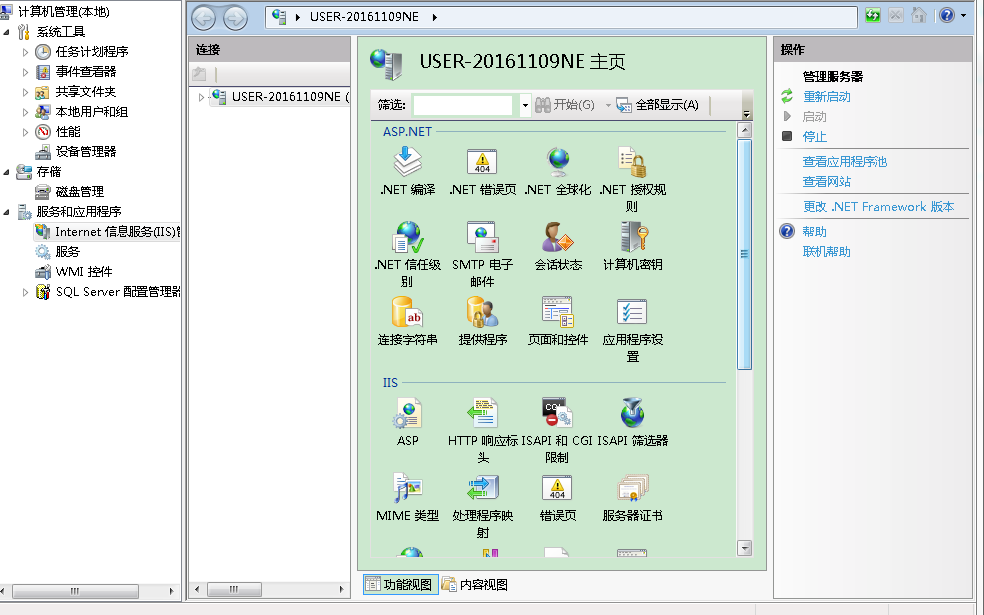 计算机管理(本地)
系统工具
任务计划程序
事件查看器
共享文件夹
本地用户和组
性能
设备管理器
存储
磁盘管理
服务和应用程序
Internet 信息服务(IIS)
服务
WMI 控件
SQL Server 配置管理器
USER-20161109NE
连接
USER-20161109NE (
USER-20161109NE 主页
筛选:
开始(G)
全部显示(A)
ASP.NET
.NET 编译
.NET 错误页
.NET 全球化
.NET 授权规
则
.NET 信任级
别
SMTP 电子
邮件
会话状态
计算机密钥
连接字符串
提供程序
页面和控件
应用程序设
置
IIS
ASP
HTTP 响应标
头
ISAPI 和 CGI
限制
ISAPI 筛选器
MIME 类型
处理程序映
射
错误页
服务器证书
功能视图
内容视图
操作
管理服务器
重新启动
启动
停止
查看应用程序池
查看网站
更改 .NET Framework 版本
帮助
联机帮助